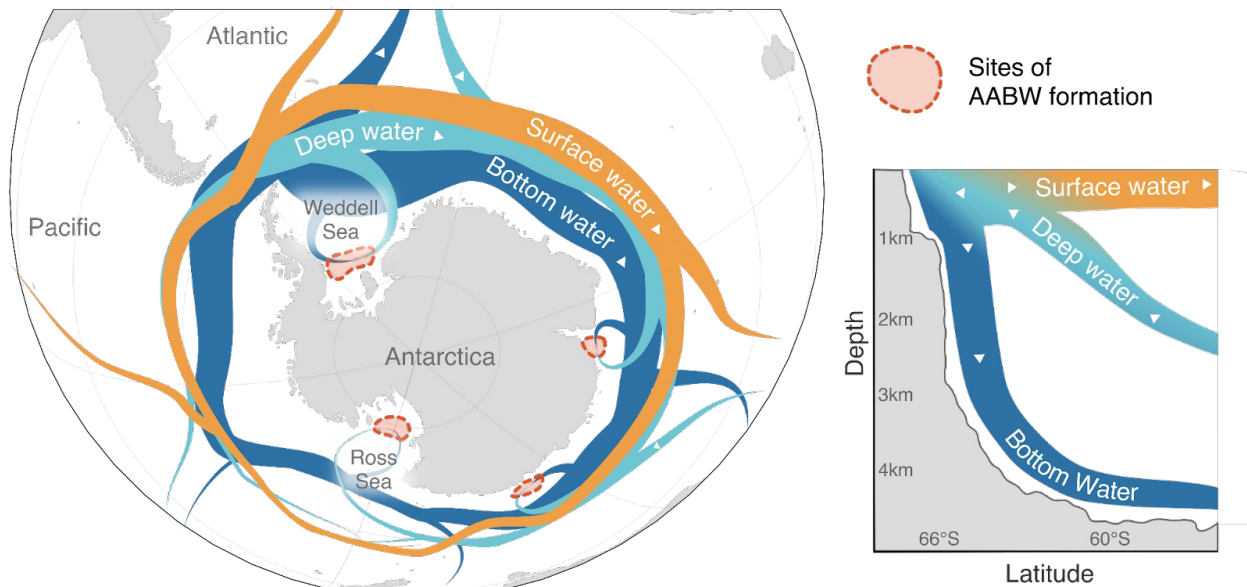 Atlantic
Pacific
Deep water
Surface water
Bottom water
Weddell
Sea
Antarctica
Ross
Sea
Sites of
AABW formation
Surface water
Deep water
Bottom Water
Depth
1km
2km
3km
4km
66°S
60°S
Latitude